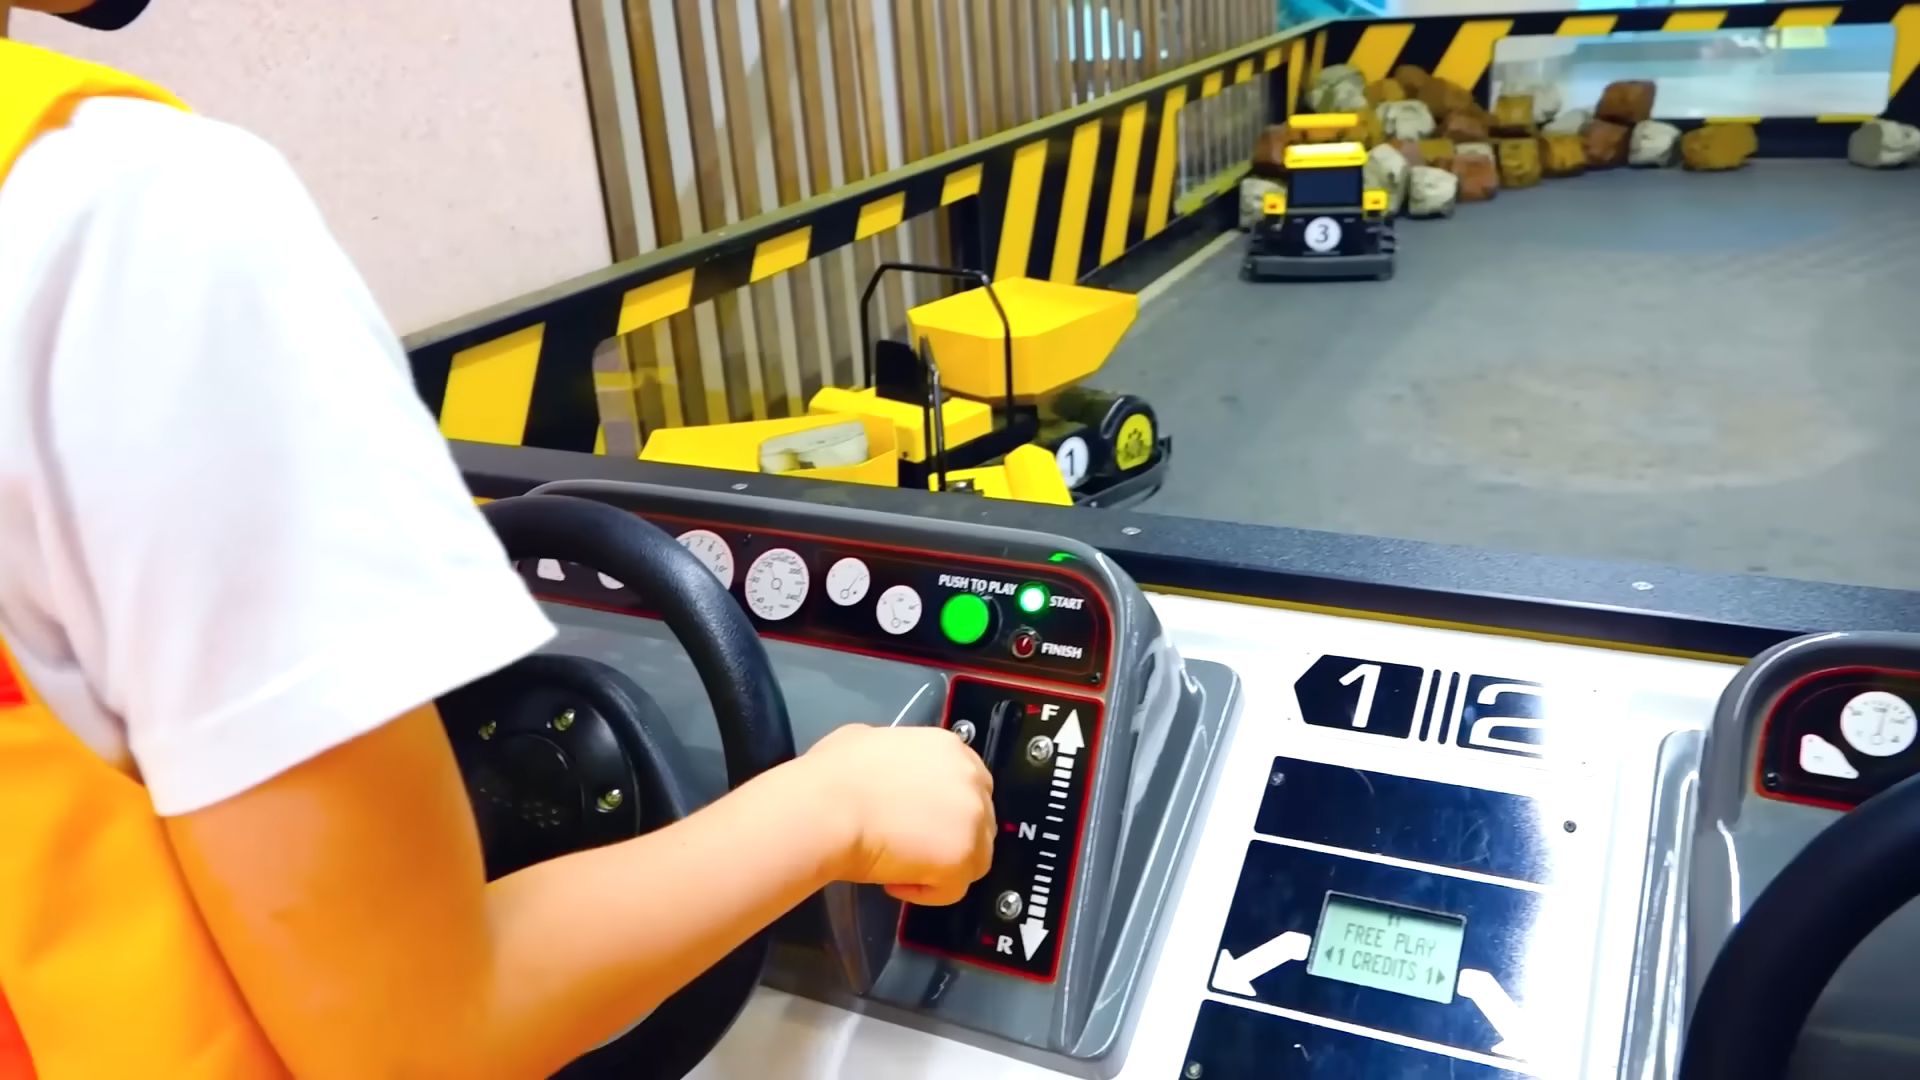 3
1
PUSH TO PLAY
START
FINISH
F
N
R
1 2
FREE PLAY
1 CREDITS 1